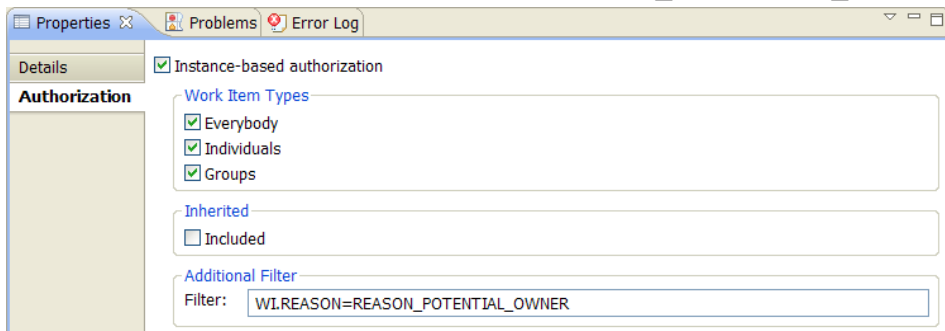 Properties Problems Error Log
Details
Authorization
Instance-based authorization
Work Item Types
Everybody
Individuals
Groups
Inherited
Included
Additional Filter
Filter: WI.REASON=REASON_POTENTIAL_OWNER